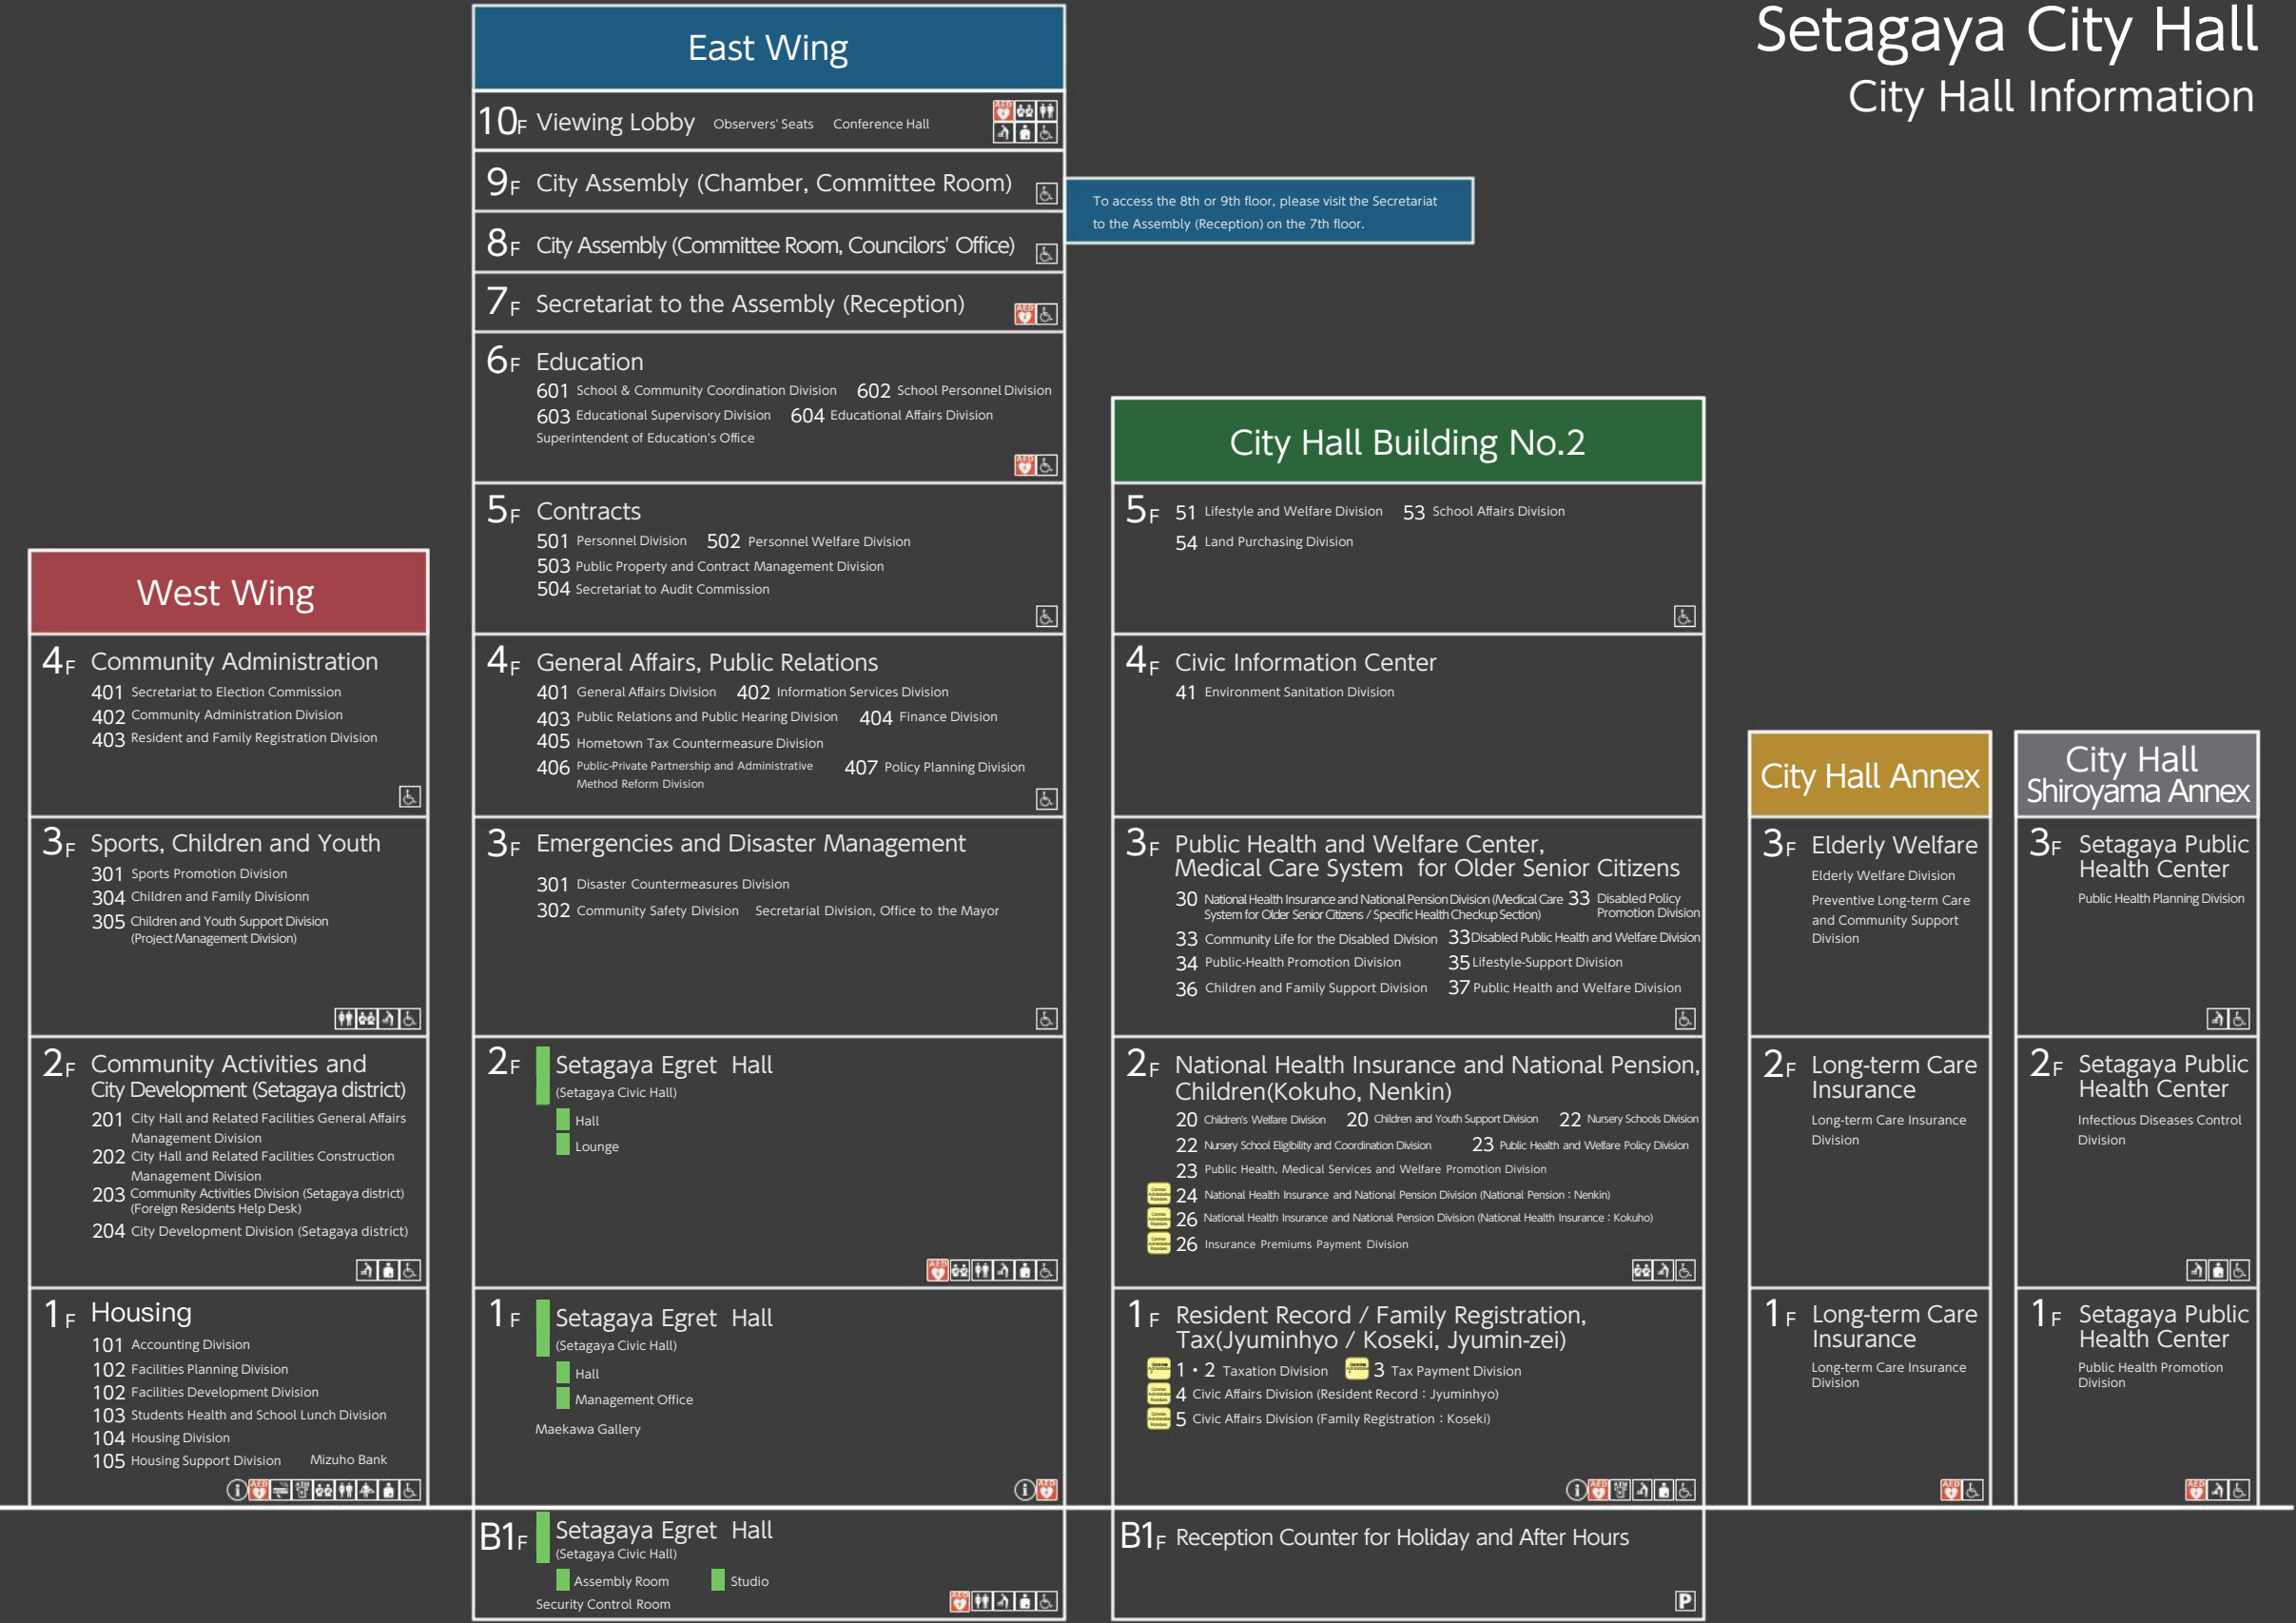 Setagaya City Hall
City Hall Information
East Wing
10F Viewing Lobby Observers' Seats Conference Hall
AED
9F City Assembly (Chamber, Committee Room)
8F City Assembly (Committee Room, Councilors' Office)
To access the 8th or 9th floor, please visit the Secretariat
to the Assembly (Reception) on the 7th floor.
7F Secretariat to the Assembly (Reception)
AED
6F Education
601 School & Community Coordination Division 602 School Personnel Division
603 Educational Supervisory Division 604 Educational Affairs Division
Superintendent of Education's Office
AED
5F Contracts
501 Personnel Division 502 Personnel Welfare Division
503 Public Property and Contract Management Division
504 Secretariat to Audit Commission
4F General Affairs, Public Relations
401 General Affairs Division 402 Information Services Division
403 Public Relations and Public Hearing Division 404 Finance Division
405 Hometown Tax Countermeasure Division
406 Public-Private Partnership and Administrative
Method Reform Division
407 Policy Planning Division
3F Emergencies and Disaster Management
301 Disaster Countermeasures Division
302 Community Safety Division Secretarial Division, Office to the Mayor
2F Setagaya Egret Hall
(Setagaya Civic Hall)
Hall
Lounge
AED
1F Setagaya Egret Hall
(Setagaya Civic Hall)
Hall
Management Office
Maekawa Gallery
i AED
B1F Setagaya Egret Hall
(Setagaya Civic Hall)
Assembly Room Studio
Security Control Room
AED
West Wing
4F Community Administration
401 Secretariat to Election Commission
402 Community Administration Division
403 Resident and Family Registration Division
3F Sports, Children and Youth
301 Sports Promotion Division
304 Children and Family Divisionn
305 Children and Youth Support Division
(Project Management Division)
2F Community Activities and
City Development (Setagaya district)
201 City Hall and Related Facilities General Affairs
Management Division
202 City Hall and Related Facilities Construction
Management Division
203 Community Activities Division (Setagaya district)
(Foreign Residents Help Desk)
204 City Development Division (Setagaya district)
1F Housing
101 Accounting Division
102 Facilities Planning Division
102 Facilities Development Division
103 Students Health and School Lunch Division
104 Housing Division
105 Housing Support Division Mizuho Bank
i AED ATM
City Hall Building No.2
5F 51 Lifestyle and Welfare Division 53 School Affairs Division
54 Land Purchasing Division
4F Civic Information Center
41 Environment Sanitation Division
3F Public Health and Welfare Center,
Medical Care System for Older Senior Citizens
30 National Health Insurance and National Pension Division (Medical Care
System for Older Senior Citizens / Specific Health Checkup Section)
33 Disabled Policy
Promotion Division
33 Community Life for the Disabled Division 33 Disabled Public Health and Welfare Division
34 Public-Health Promotion Division 35 Lifestyle-Support Division
36 Children and Family Support Division 37 Public Health and Welfare Division
2F National Health Insurance and National Pension,
Children(Kokuho, Nenkin)
20 Children's Welfare Division 20 Children and Youth Support Division 22 Nursery Schools Division
22 Nursery School Eligibility and Coordination Division 23 Public Health and Welfare Policy Division
23 Public Health, Medical Services and Welfare Promotion Division
24 National Health Insurance and National Pension Division (National Pension : Nenkin)
26 National Health Insurance and National Pension Division (National Health Insurance : Kokuho)
26 Insurance Premiums Payment Division
1F Resident Record / Family Registration,
Tax(Jyuminhyo / Koseki, Jyumin-zei)
1・2 Taxation Division 3 Tax Payment Division
4 Civic Affairs Division (Resident Record : Jyuminhyo)
5 Civic Affairs Division (Family Registration : Koseki)
i AED ATM
B1F Reception Counter for Holiday and After Hours
P
City Hall Annex
3F Elderly Welfare
Elderly Welfare Division
Preventive Long-term Care
and Community Support
Division
2F Long-term Care
Insurance
Long-term Care Insurance
Division
1F Long-term Care
Insurance
Long-term Care Insurance
Division
AED
City Hall
Shiroyama Annex
3F Setagaya Public
Health Center
Public Health Planning Division
2F Setagaya Public
Health Center
Infectious Diseases Control
Division
1F Setagaya Public
Health Center
Public Health Promotion
Division
AED